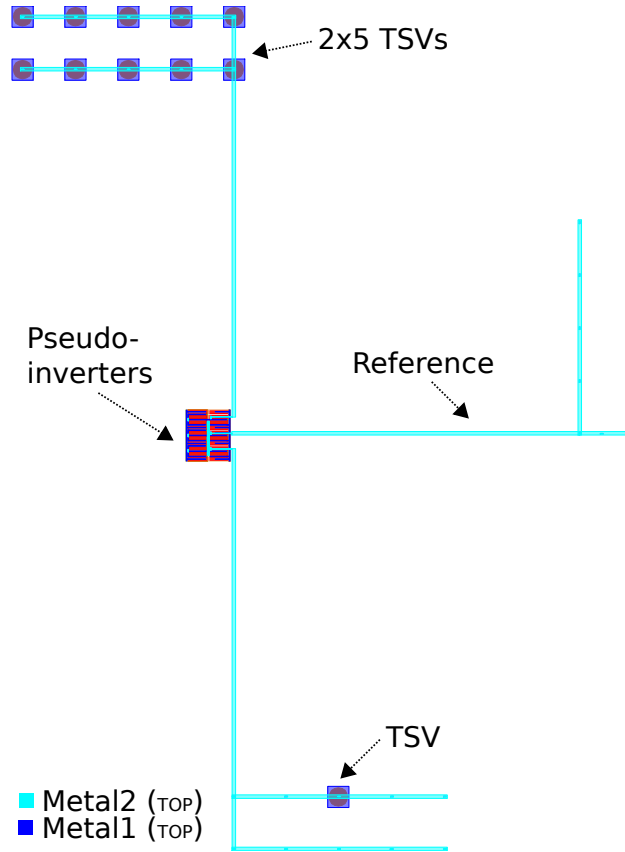 2x5 TSVs
Pseudo-
inverters
Reference
TSV
Metal2 (TOP)
Metal1 (TOP)